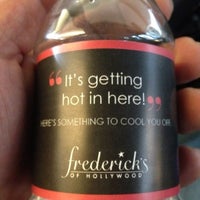 “It's getting
hot in here!”
HERE'S SOMETHING TO COOL YOU OFF.
frederick's
OF HOLLYWOOD